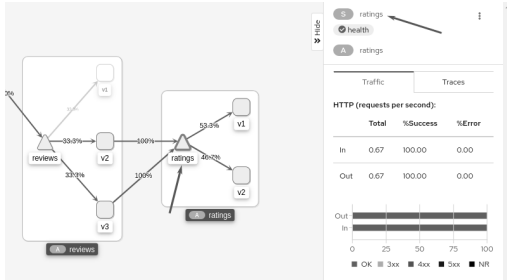 0%
v1
33.3%
reviews
v2
100%
33.3%
100%
v3
A reviews
53.3%
v1
ratings
46.7%
v2
A ratings
Hide
S ratings
health
A ratings
Traffic
Traces
HTTP (requests per second):
Total %Success %Error
In 0.67 100.00 0.00
Out 0.67 100.00 0.00
Out
In
0 25 50 75 100
OK 3xx 4xx 5xx NR